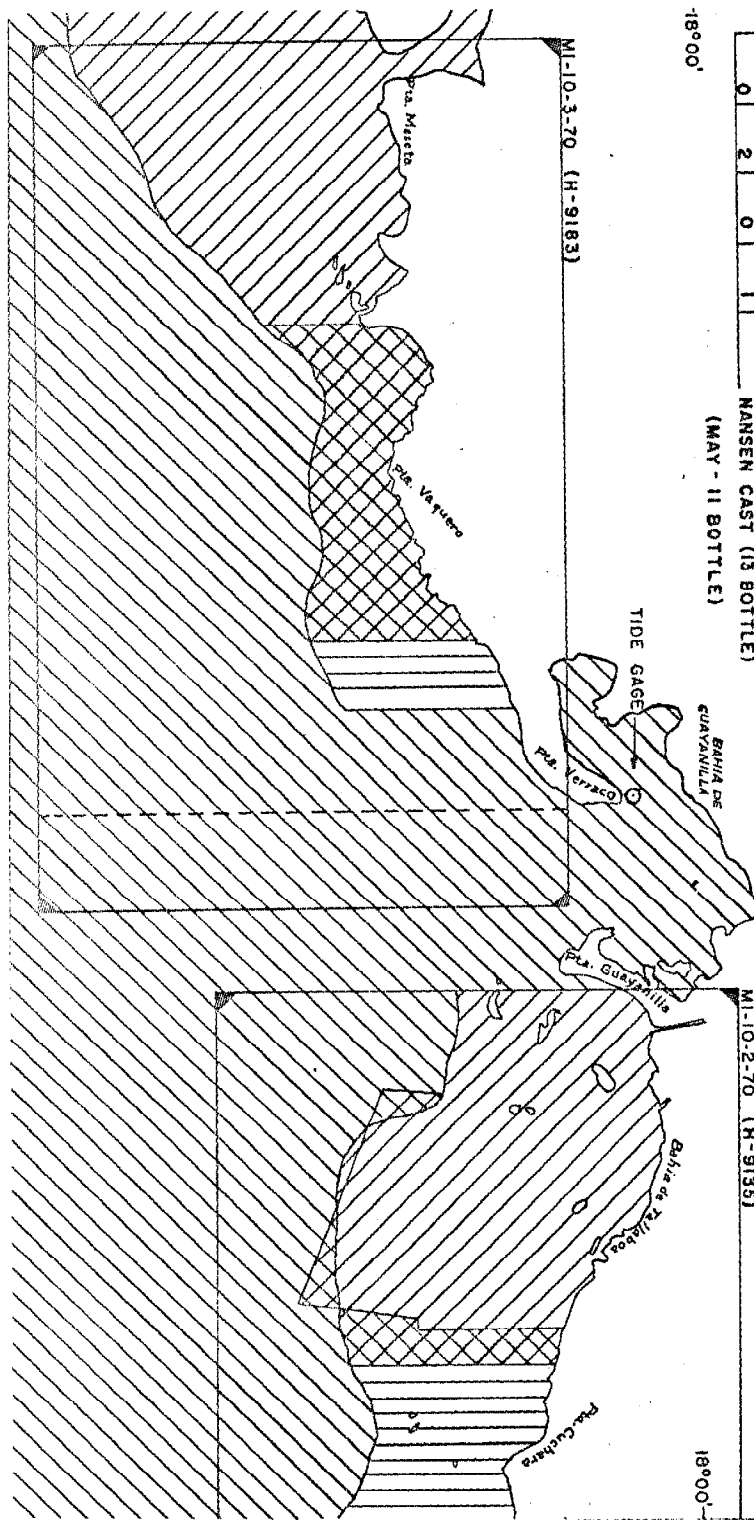 0 2 0 1
NANSEN CAST (13 BOTTLE)
(MAY - 11 BOTTLE)
18°00'
MI-10-3-70 (H-9183)
Pta. Meseta
Pta. Vaquero
TIDE GAGE
BAHIA DE
GUAYANILLA
Pta. Verraco
Pta. Guayanilla
MI-10-2-70 (H-9135)
Bahia de Tallaboa
Pta. Cuchara
18°00'